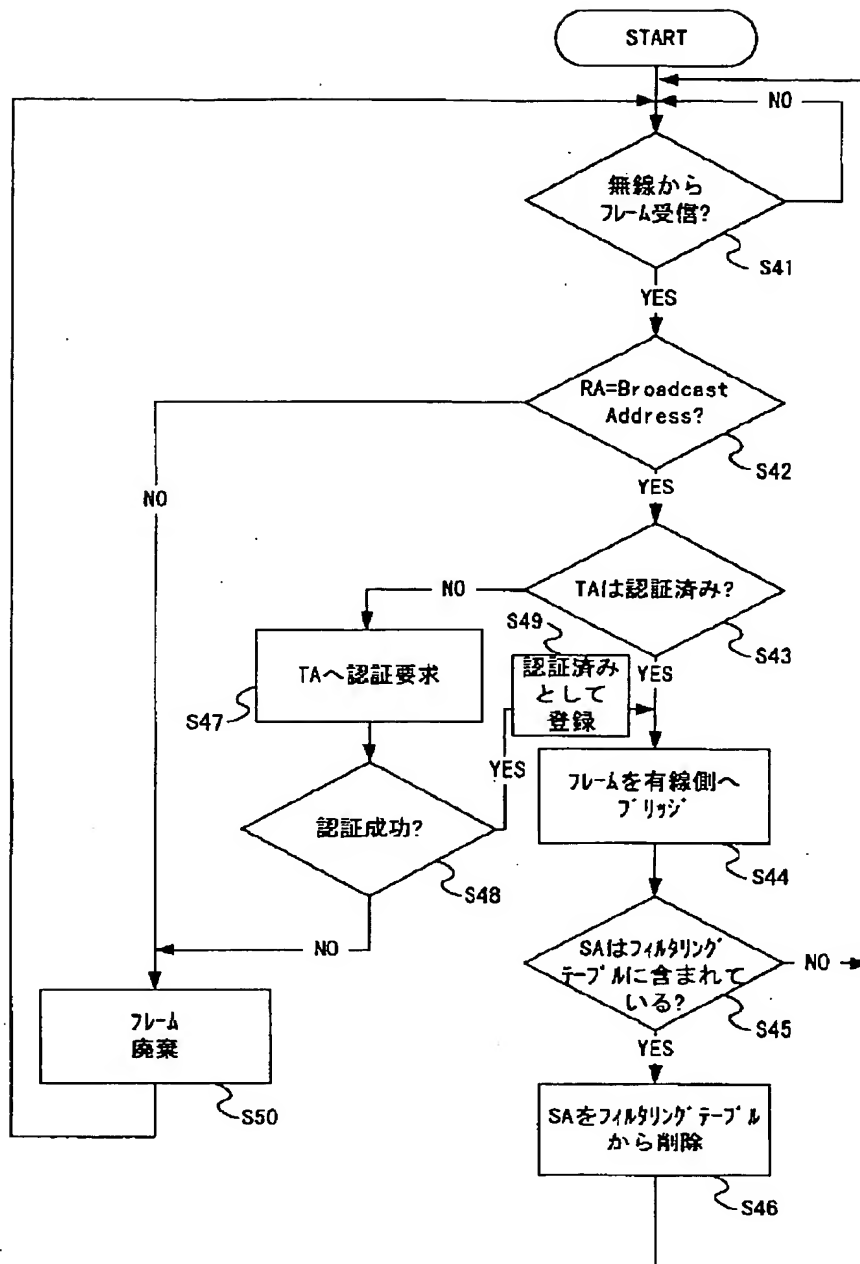 START
NO
無線から
フレーム受信?
S41
YES
RA=Broadcast
Address?
S42
NO
YES
TAは認証済み?
S43
NO
S49
YES
TAへ認証要求
S47
認証済み
として
登録
YES
フレームを有線側へ
ブリッジ
S44
認証成功?
S48
NO
SAはフィルタリング
テーブルに含まれて
いる?
NO
S45
YES
フレーム
廃棄
S50
SAをフィルタリングテーブル
から削除
S46